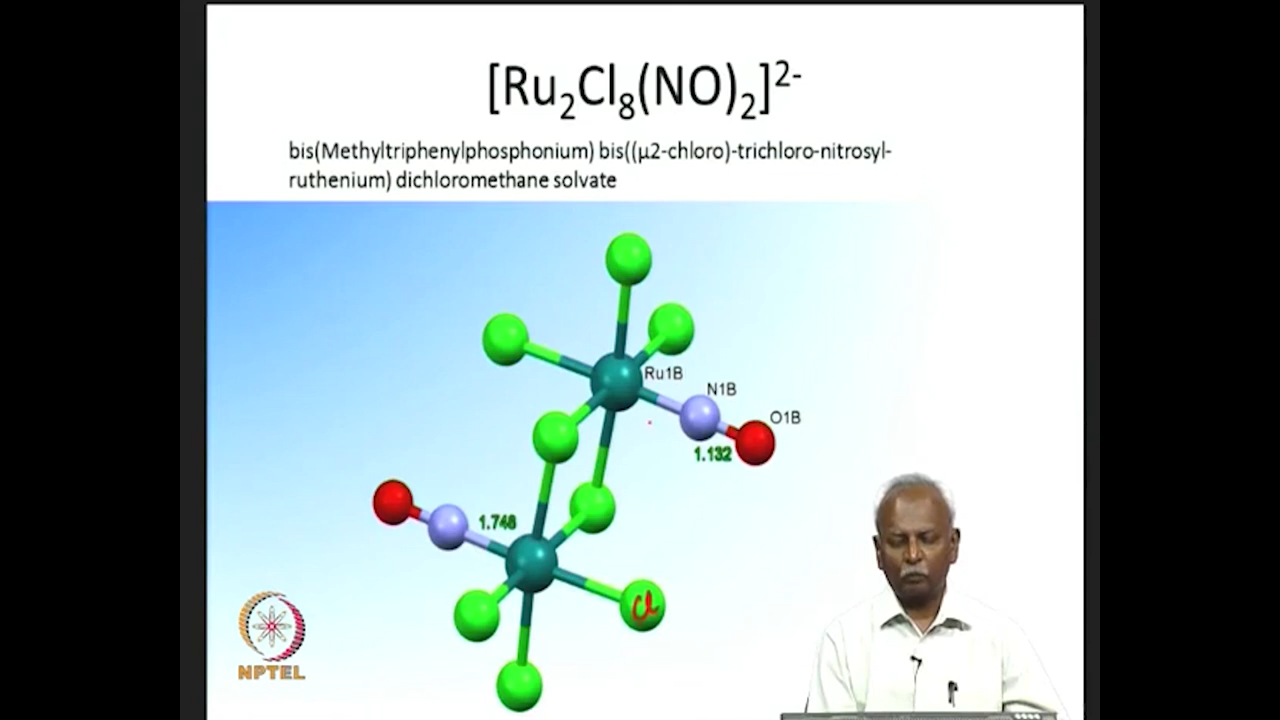 [Ru₂Cl₈(NO)₂]²⁻
bis(Methyltriphenylphosphonium) bis((μ2-chloro)-trichloro-nitrosyl-
ruthenium) dichloromethane solvate
Ru1B
N1B
O1B
1.132
1.748
Cl
NPTEL